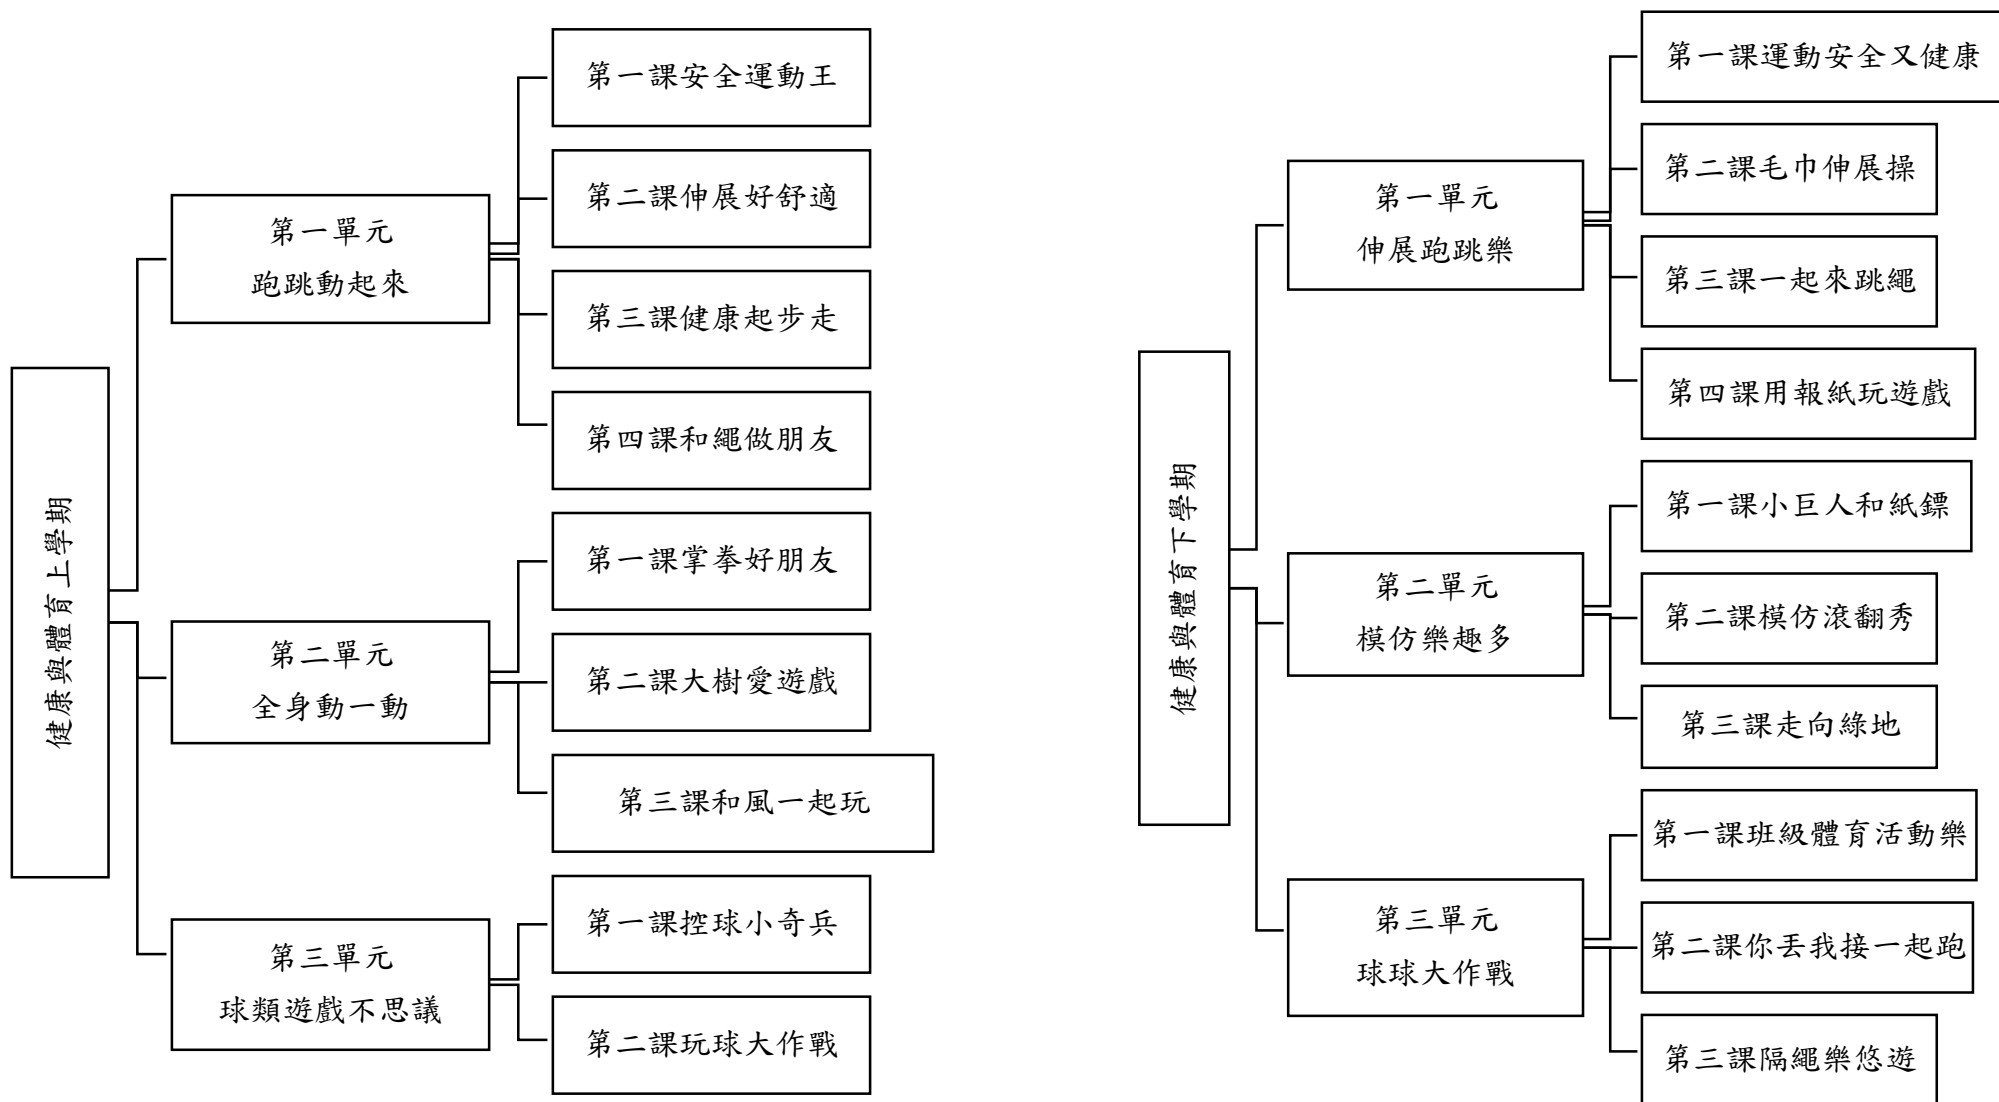 健康與體育上學期
第一單元
跑跳動起來
第一課安全運動王
第二課伸展好舒適
第三課健康起步走
第四課和繩做朋友
第二單元
全身動一動
第一課掌拳好朋友
第二課大樹愛遊戲
第三課和風一起玩
第三單元
球類遊戲不思議
第一課控球小奇兵
第二課玩球大作戰
健康與體育下學期
第一單元
伸展跑跳樂
第一課運動安全又健康
第二課毛巾伸展操
第三課一起來跳繩
第四課用報紙玩遊戲
第二單元
模仿樂趣多
第一課小巨人和紙鏢
第二課模仿滾翻秀
第三課走向綠地
第三單元
球球大作戰
第一課班級體育活動樂
第二課你丟我接一起跑
第三課隔繩樂悠遊